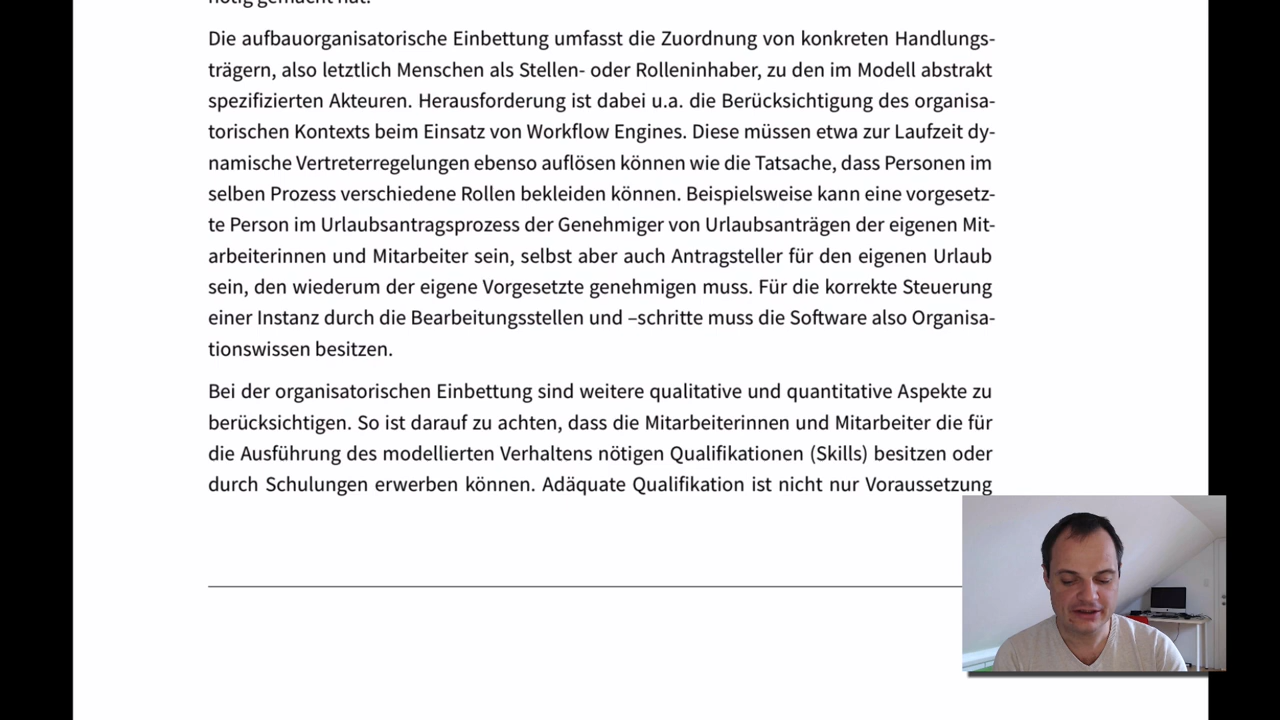 nötig gemacht hat.
Die aufbauorganisatorische Einbettung umfasst die Zuordnung von konkreten Handlungs-
trägern, also letztlich Menschen als Stellen- oder Rolleninhaber, zu den im Modell abstrakt
spezifizierten Akteuren. Herausforderung ist dabei u.a. die Berücksichtigung des organisa-
torischen Kontexts beim Einsatz von Workflow Engines. Diese müssen etwa zur Laufzeit dy-
namische Vertreterregelungen ebenso auflösen können wie die Tatsache, dass Personen im
selben Prozess verschiedene Rollen bekleiden können. Beispielsweise kann eine vorgesetz-
te Person im Urlaubsantragsprozess der Genehmiger von Urlaubsanträgen der eigenen Mit-
arbeiterinnen und Mitarbeiter sein, selbst aber auch Antragsteller für den eigenen Urlaub
sein, den wiederum der eigene Vorgesetzte genehmigen muss. Für die korrekte Steuerung
einer Instanz durch die Bearbeitungsstellen und –schritte muss die Software also Organisa-
tionswissen besitzen.
Bei der organisatorischen Einbettung sind weitere qualitative und quantitative Aspekte zu
berücksichtigen. So ist darauf zu achten, dass die Mitarbeiterinnen und Mitarbeiter die für
die Ausführung des modellierten Verhaltens nötigen Qualifikationen (Skills) besitzen oder
durch Schulungen erwerben können. Adäquate Qualifikation ist nicht nur Voraussetzung